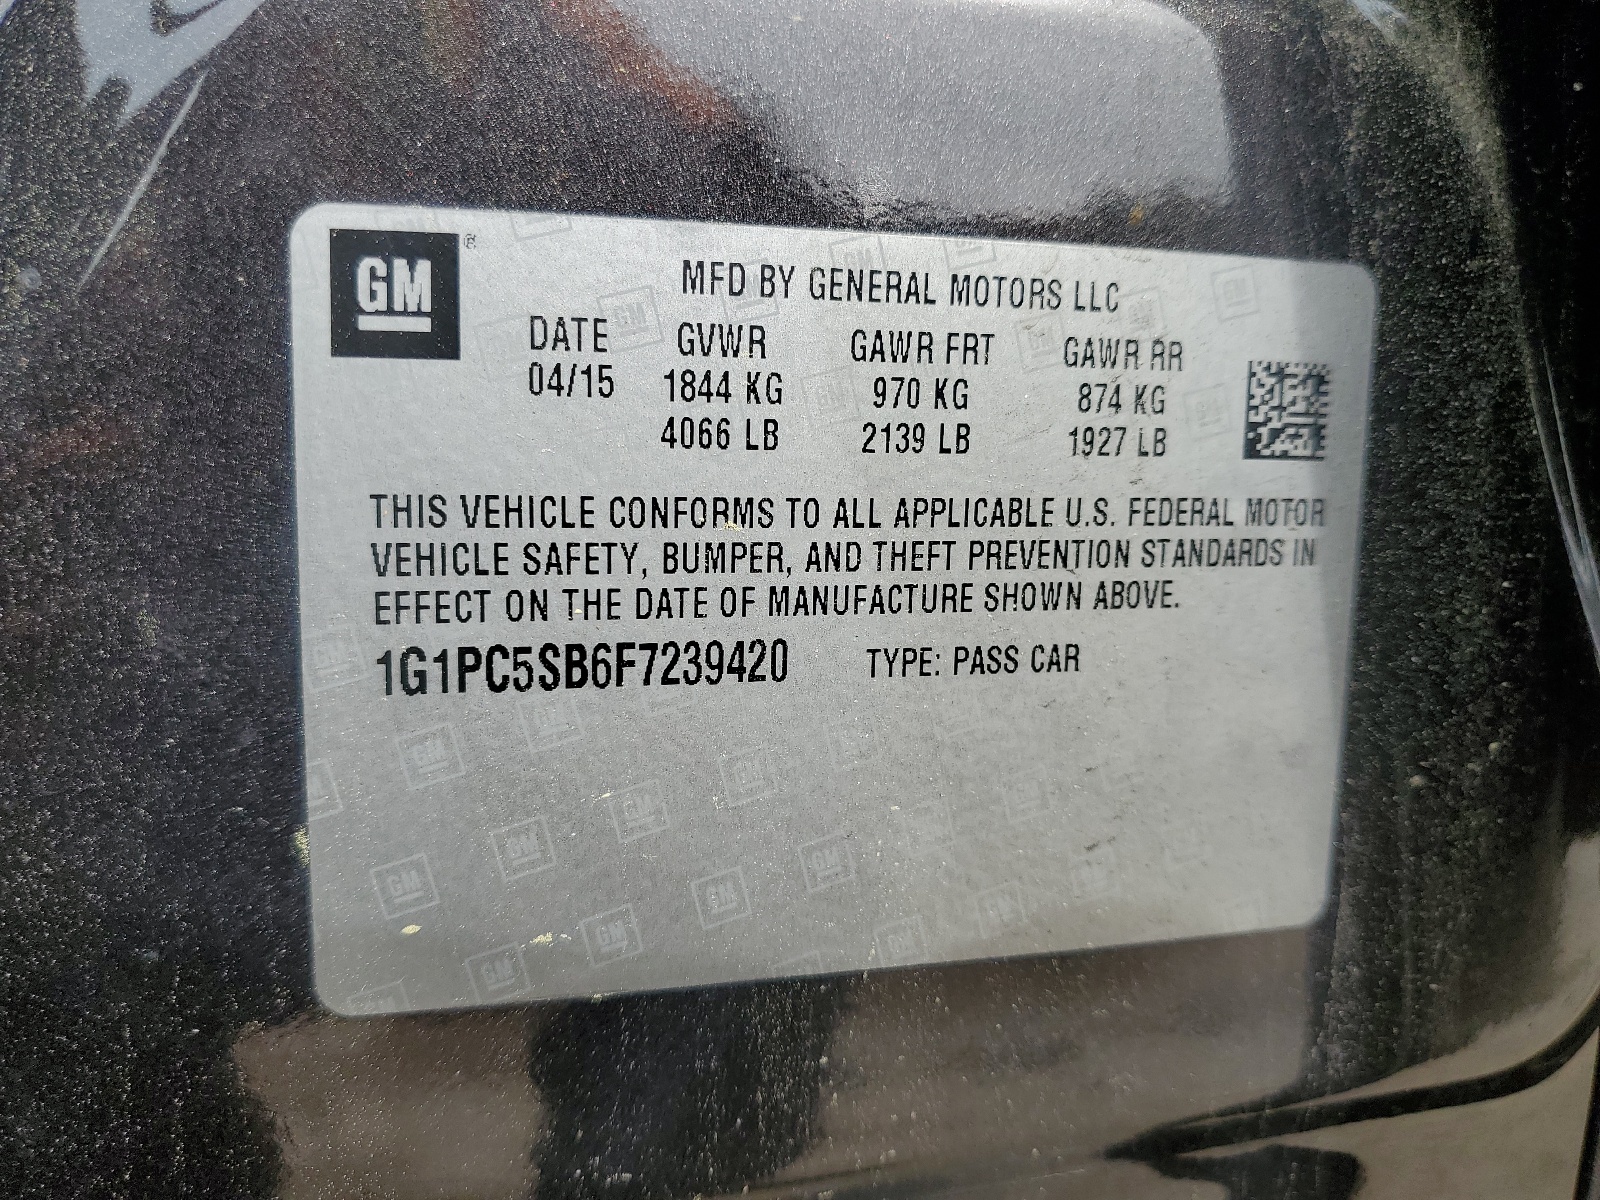 GM ®
MFD BY GENERAL MOTORS LLC
DATE GVWR GAWR FRT GAWR RR
04/15 1844 KG 970 KG 874 KG
4066 LB 2139 LB 1927 LB
THIS VEHICLE CONFORMS TO ALL APPLICABLE U.S. FEDERAL MOTOR
VEHICLE SAFETY, BUMPER, AND THEFT PREVENTION STANDARDS IN
EFFECT ON THE DATE OF MANUFACTURE SHOWN ABOVE.
1G1PC5SB6F7239420 TYPE: PASS CAR